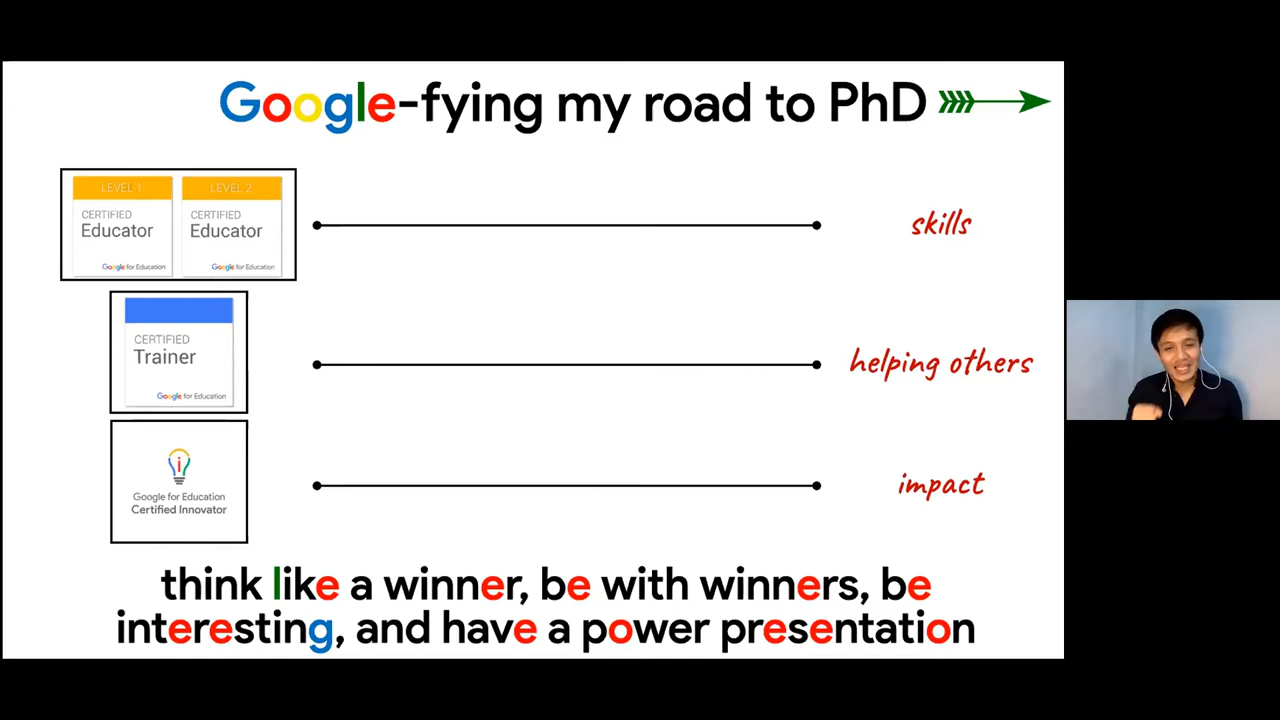 Google-fying my road to PhD
LEVEL 1
CERTIFIED
Educator
Google for Education
LEVEL 2
CERTIFIED
Educator
Google for Education
skills
CERTIFIED
Trainer
Google for Education
helping others
Google for Education
Certified Innovator
impact
think like a winner, be with winners, be
interesting, and have a power presentation